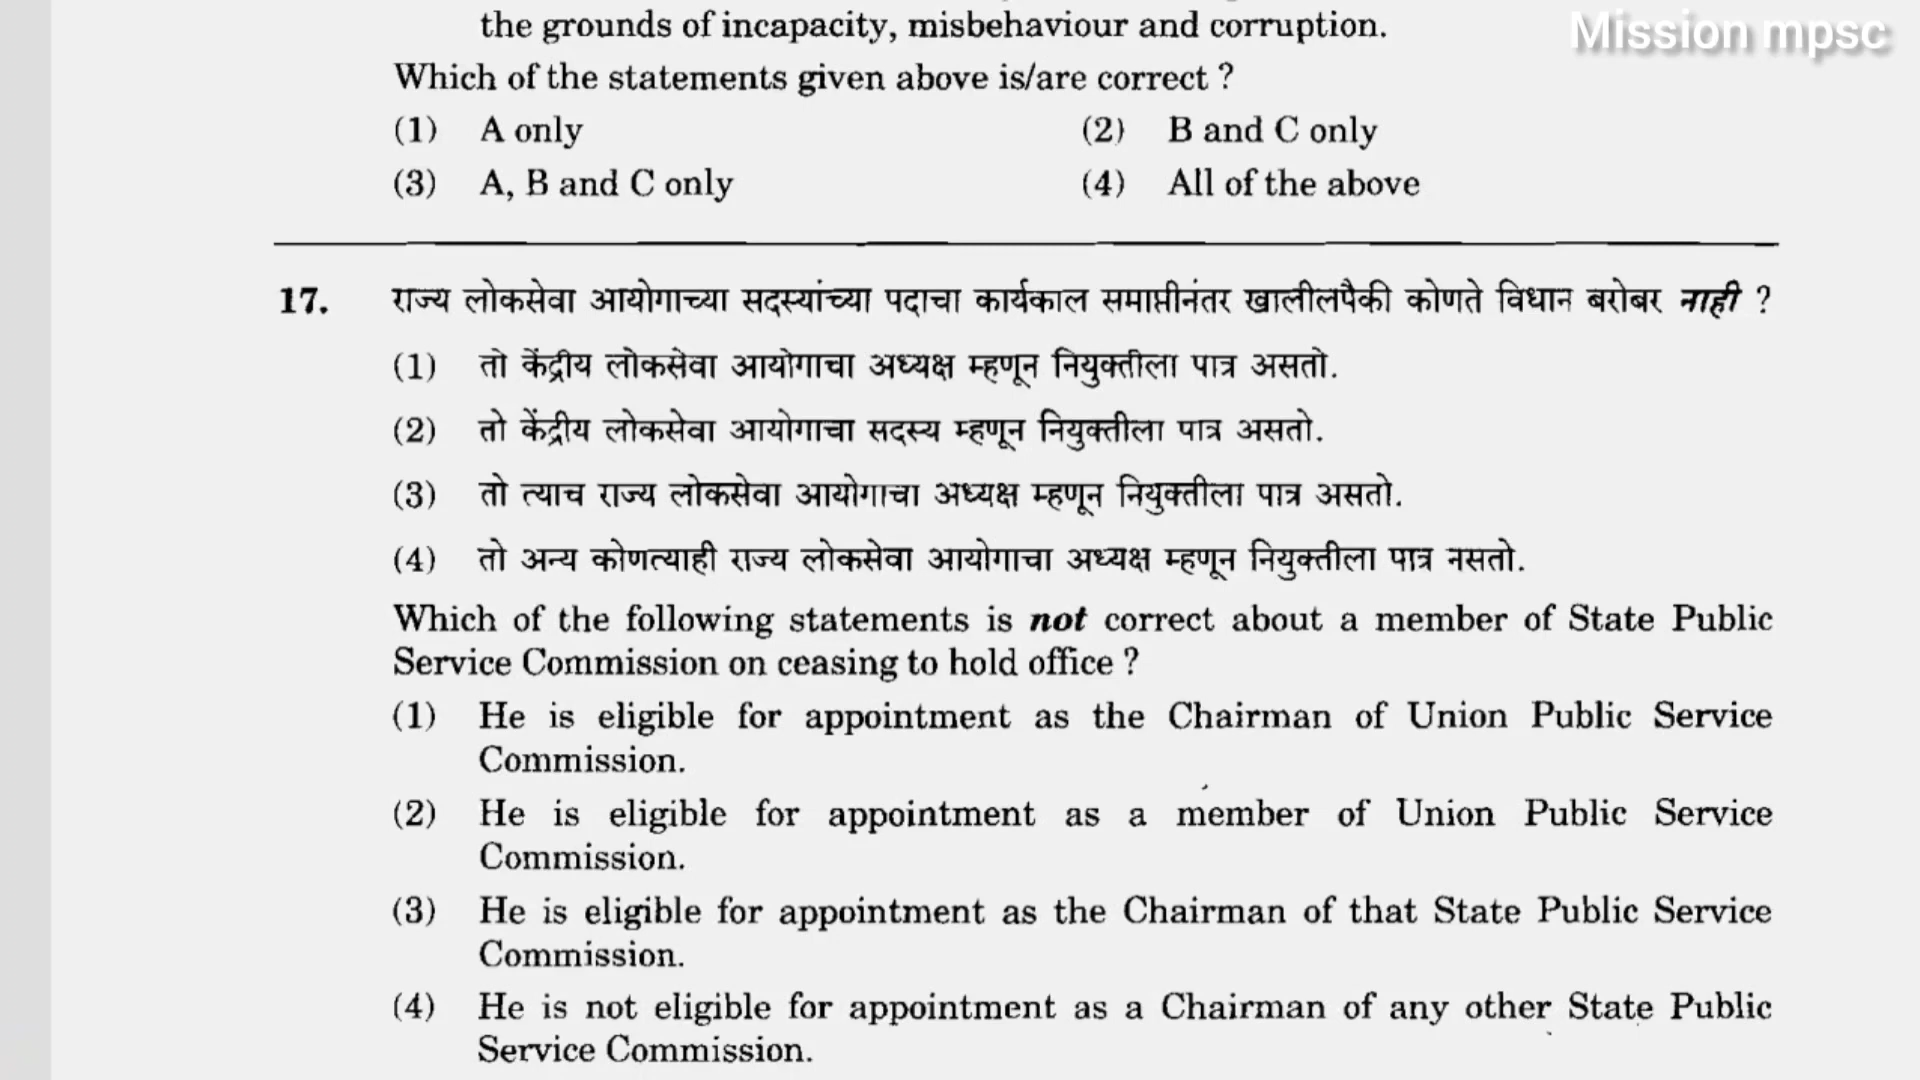 Mission mpsc
the grounds of incapacity, misbehaviour and corruption.
Which of the statements given above is/are correct ?
(1) A only (2) B and C only
(3) A, B and C only (4) All of the above
17. राज्य लोकसेवा आयोगाच्या सदस्यांच्या पदाचा कार्यकाल समाप्तीनंतर खालीलपैकी कोणते विधान बरोबर नाही ?
(1) तो केंद्रीय लोकसेवा आयोगाचा अध्यक्ष म्हणून नियुक्तीला पात्र असतो.
(2) तो केंद्रीय लोकसेवा आयोगाचा सदस्य म्हणून नियुक्तीला पात्र असतो.
(3) तो त्याच राज्य लोकसेवा आयोगाचा अध्यक्ष म्हणून नियुक्तीला पात्र असतो.
(4) तो अन्य कोणत्याही राज्य लोकसेवा आयोगाचा अध्यक्ष म्हणून नियुक्तीला पात्र नसतो.
Which of the following statements is not correct about a member of State Public
Service Commission on ceasing to hold office ?
(1) He is eligible for appointment as the Chairman of Union Public Service
Commission.
(2) He is eligible for appointment as a member of Union Public Service
Commission.
(3) He is eligible for appointment as the Chairman of that State Public Service
Commission.
(4) He is not eligible for appointment as a Chairman of any other State Public
Service Commission.